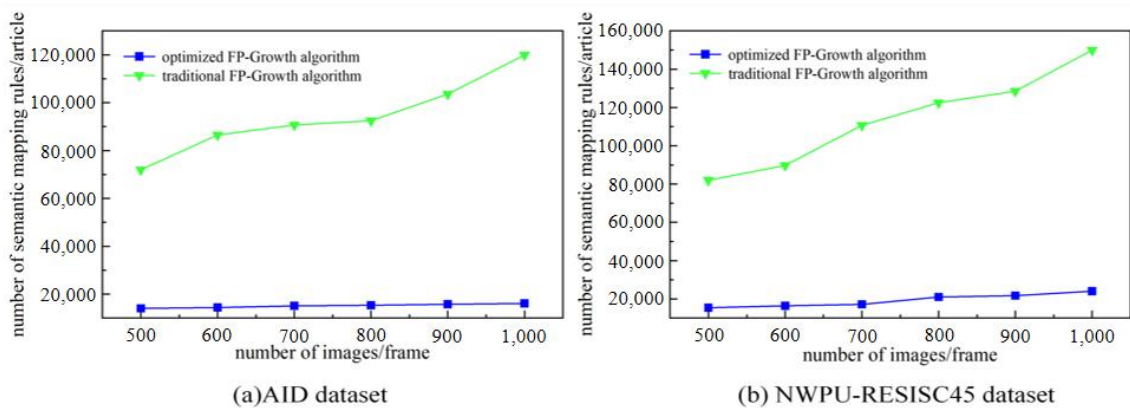 number of semantic mapping rules/article
120,000
100,000
80,000
60,000
40,000
20,000
optimized FP-Growth algorithm
traditional FP-Growth algorithm
500 600 700 800 900 1,000
number of images/frame
(a)AID dataset
number of semantic mapping rules/article
160,000
140,000
120,000
100,000
80,000
60,000
40,000
20,000
optimized FP-Growth algorithm
traditional FP-Growth algorithm
500 600 700 800 900 1,000
number of images/frame
(b) NWPU-RESISC45 dataset